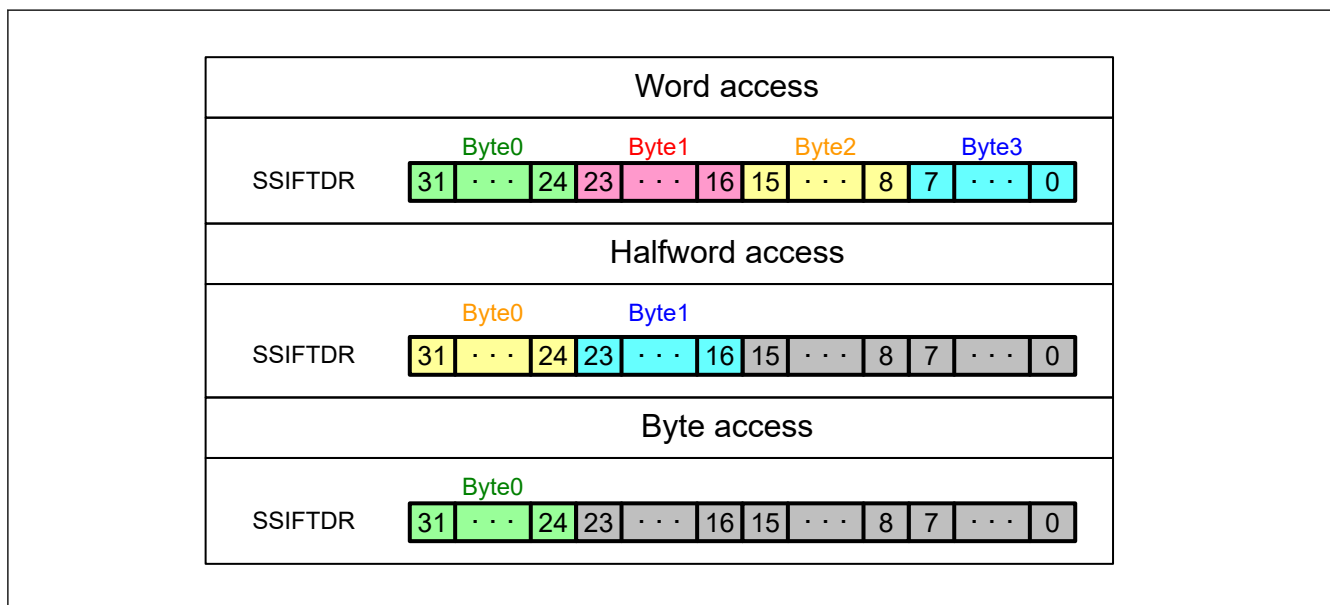 Word access
Byte0 Byte1 Byte2 Byte3
SSIFTDR 31 · · · 24 23 · · · 16 15 · · · 8 7 · · · 0
Halfword access
Byte0 Byte1
SSIFTDR 31 · · · 24 23 · · · 16 15 · · · 8 7 · · · 0
Byte access
Byte0
SSIFTDR 31 · · · 24 23 · · · 16 15 · · · 8 7 · · · 0